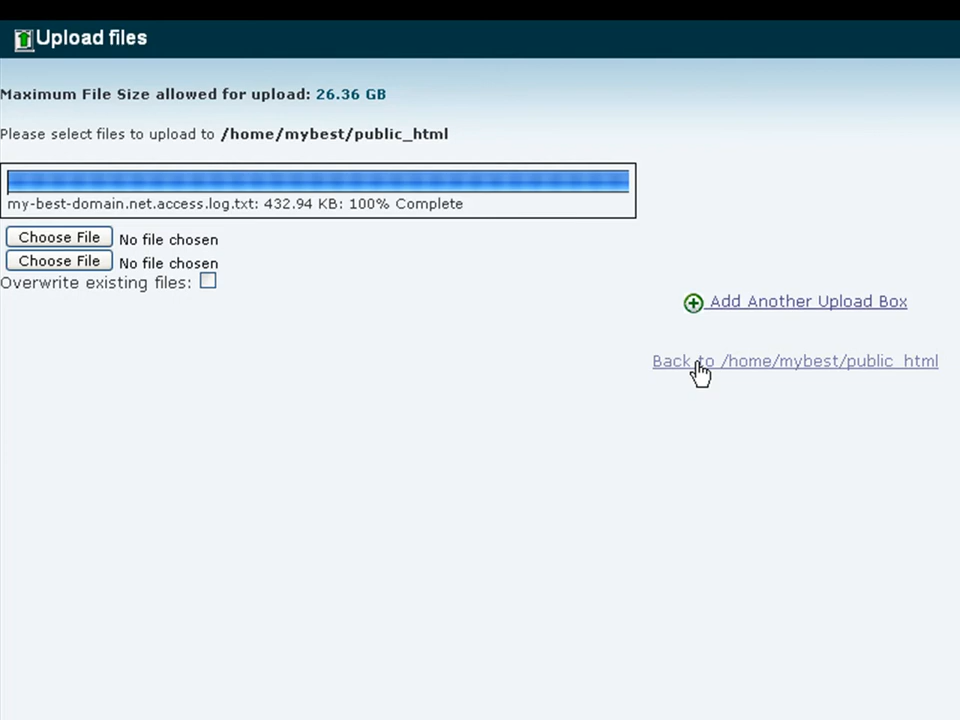 Upload files
Maximum File Size allowed for upload: 26.36 GB
Please select files to upload to /home/mybest/public_html
my-best-domain.net.access.log.txt: 432.94 KB: 100% Complete
Choose File No file chosen
Choose File No file chosen
Overwrite existing files:
Add Another Upload Box
Back to /home/mybest/public_html